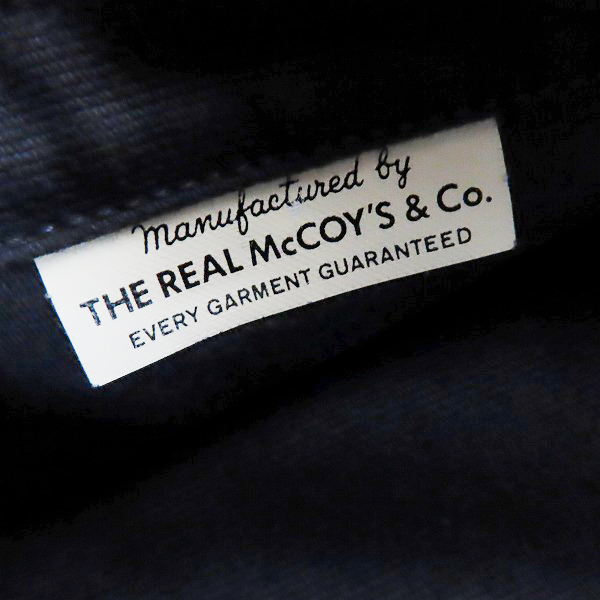 Manufactured by
THE REAL McCOY'S & Co.
EVERY GARMENT GUARANTEED